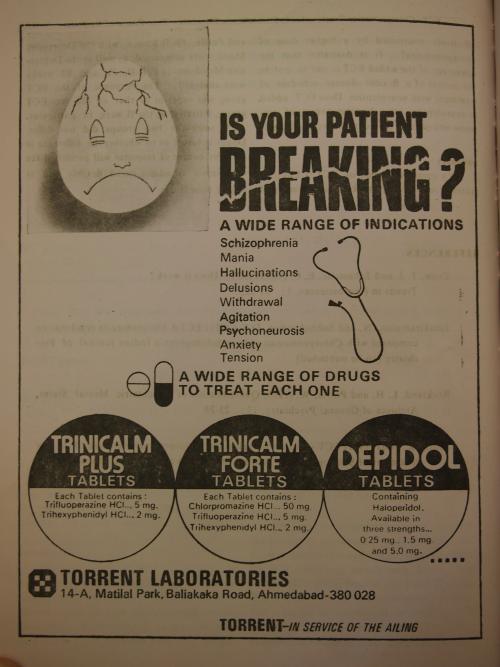 IS YOUR PATIENT
BREAKING?
A WIDE RANGE OF INDICATIONS
Schizophrenia
Mania
Hallucinations
Delusions
Withdrawal
Agitation
Psychoneurosis
Anxiety
Tension
A WIDE RANGE OF DRUGS
TO TREAT EACH ONE
TRINICALM
PLUS
TABLETS
Each Tablet contains :
Trifluoperazine HCl.., 5 mg.
Trihexyphenidyl HCl.., 2 mg.
TRINICALM
FORTE
TABLETS
Each Tablet contains :
Chlorpromazine HCl... 50 mg.
Trifluoperazine HCl.., 5 mg.
Trihexyphenidyl HCl.., 2 mg.
DEPIDOL
TABLETS
Containing
Haloperidol.
Available in
three strengths...
0·25 mg.. 1.5 mg.
and 5.0 mg.
TORRENT LABORATORIES
14-A, Matilal Park, Baliakaka Road, Ahmedabad-380 028
TORRENT-IN SERVICE OF THE AILING